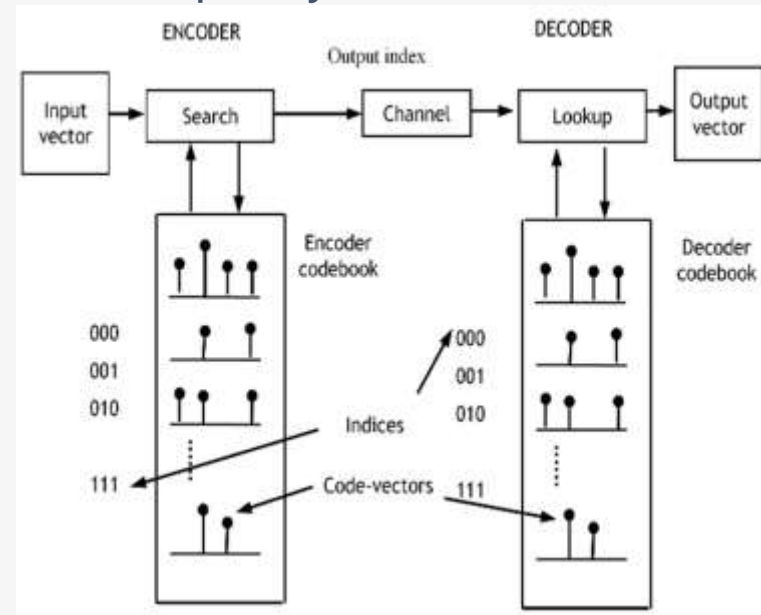 ENCODER
DECODER
Output index
Input
vector
Search
Channel
Lookup
Output
vector
Encoder
codebook
Decoder
codebook
000
001
010
111
Indices
Code-vectors
000
001
010
111